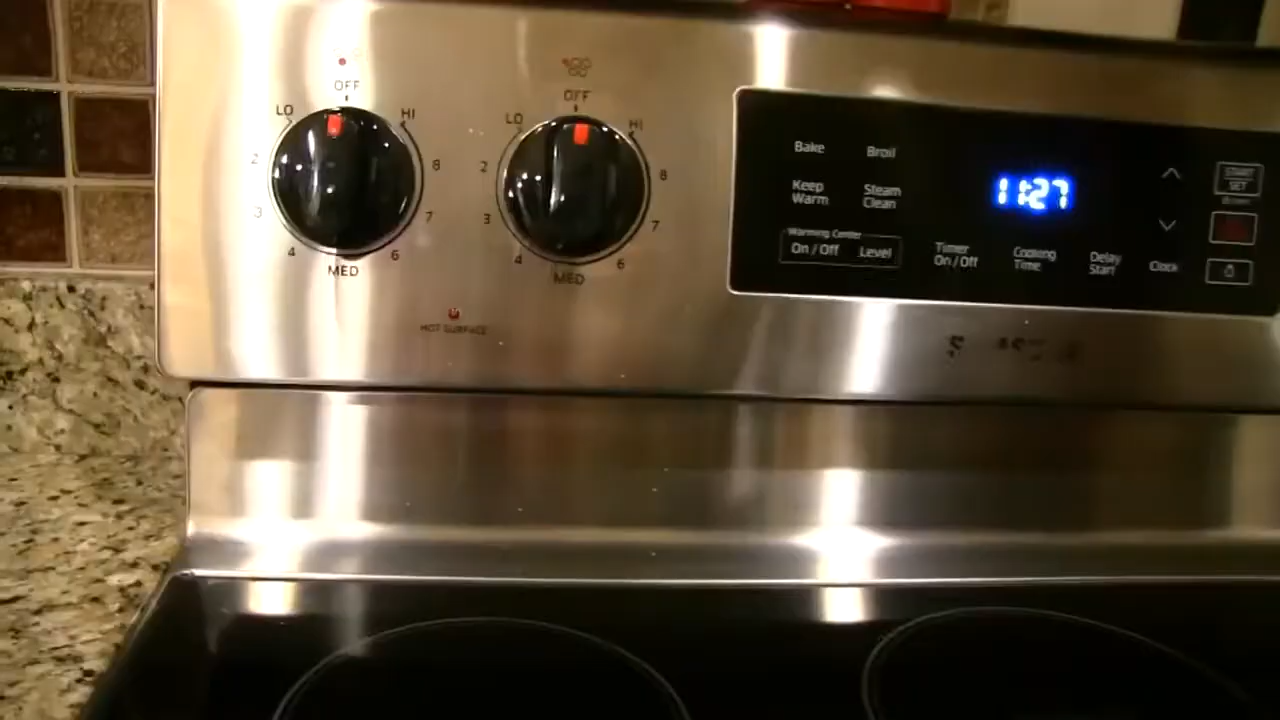 OFF
LO
HI
2
8
3
7
4
6
MED
OFF
LO
HI
2
8
3
7
4
6
MED
HOT SURFACE
Bake
Broil
Keep
Warm
Steam
Clean
Warming Center
On / Off
Level
11:27
Timer
On / Off
Cooking
Time
Delay
Start
Clock
START
SET